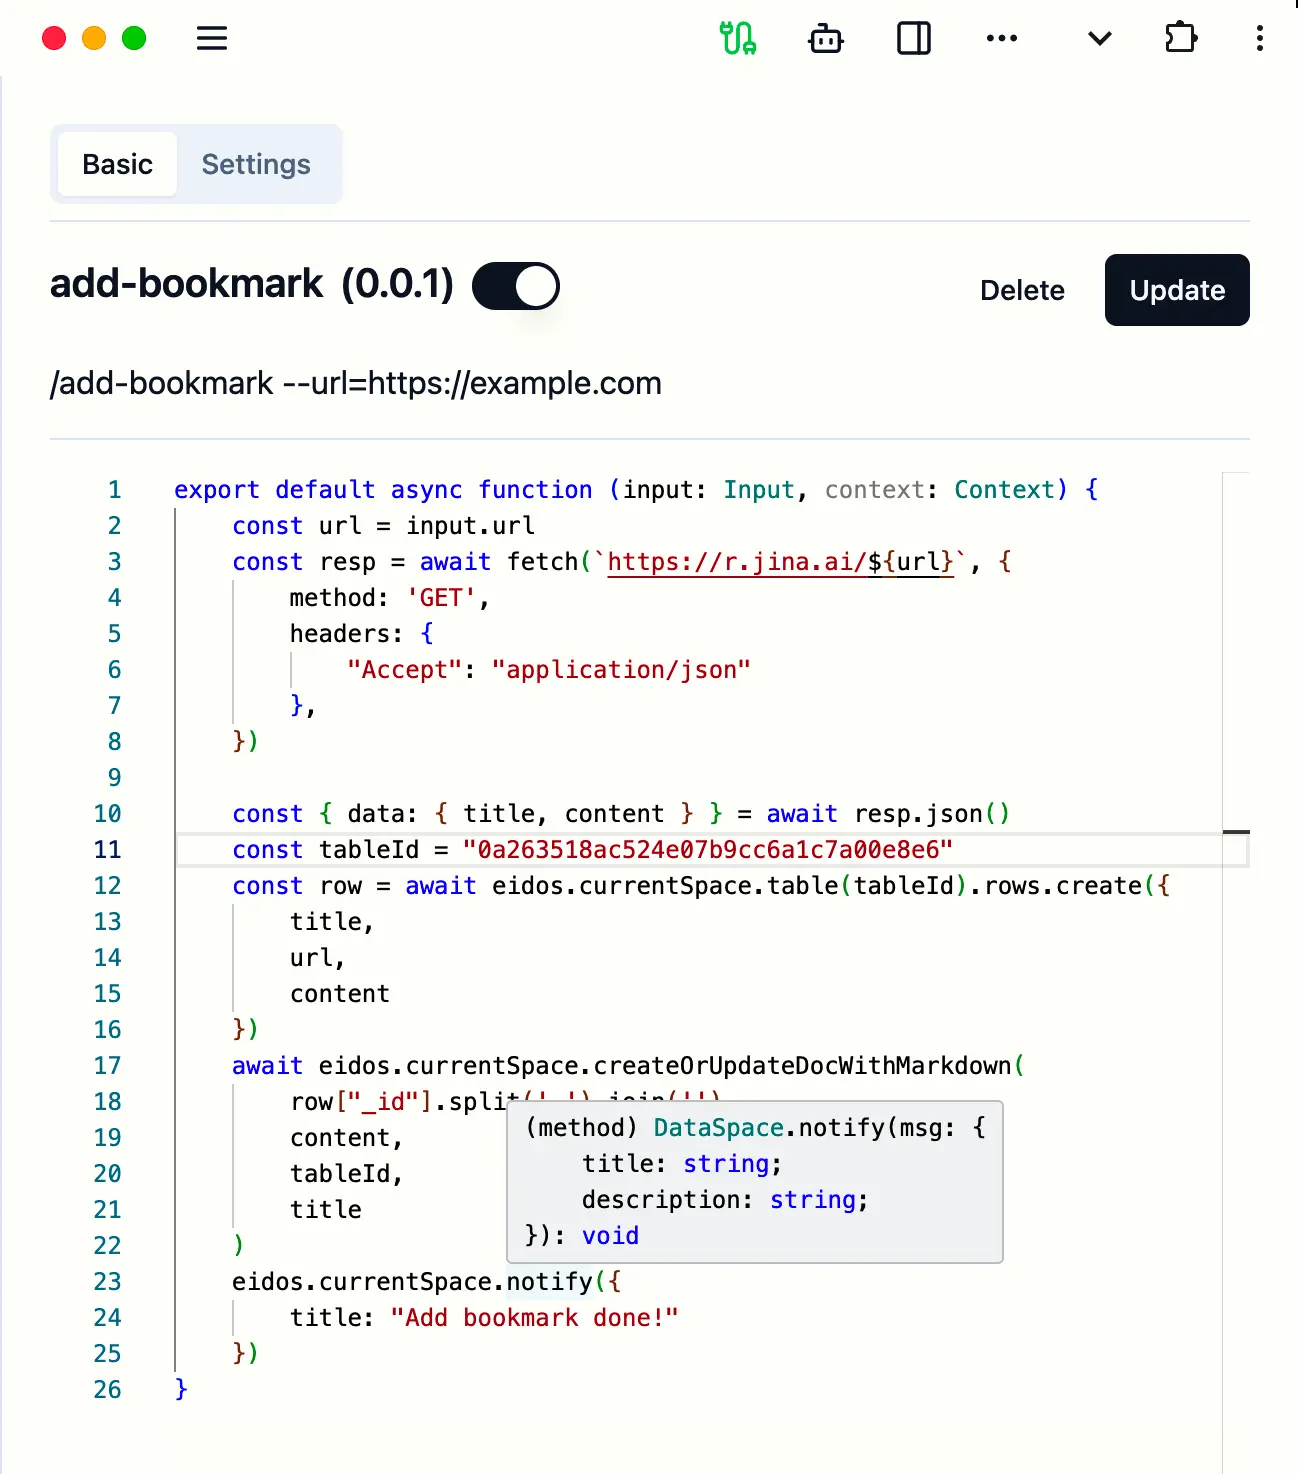 Basic Settings
add-bookmark (0.0.1)
Delete Update
/add-bookmark --url=https://example.com
1 export default async function (input: Input, context: Context) {
2 const url = input.url
3 const resp = await fetch(`https://r.jina.ai/${url}`, {
4 method: 'GET',
5 headers: {
6 "Accept": "application/json"
7 },
8 })
9
10 const { data: { title, content } } = await resp.json()
11 const tableId = "0a263518ac524e07b9cc6a1c7a00e8e6"
12 const row = await eidos.currentSpace.table(tableId).rows.create({
13 title,
14 url,
15 content
16 })
17 await eidos.currentSpace.createOrUpdateDocWithMarkdown(
18 row["_id"].split('-').join('')
19 content,
20 tableId,
21 title
22 )
(method) DataSpace.notify(msg: {
title: string;
description: string;
}): void
23 eidos.currentSpace.notify({
24 title: "Add bookmark done!"
25 })
26 }